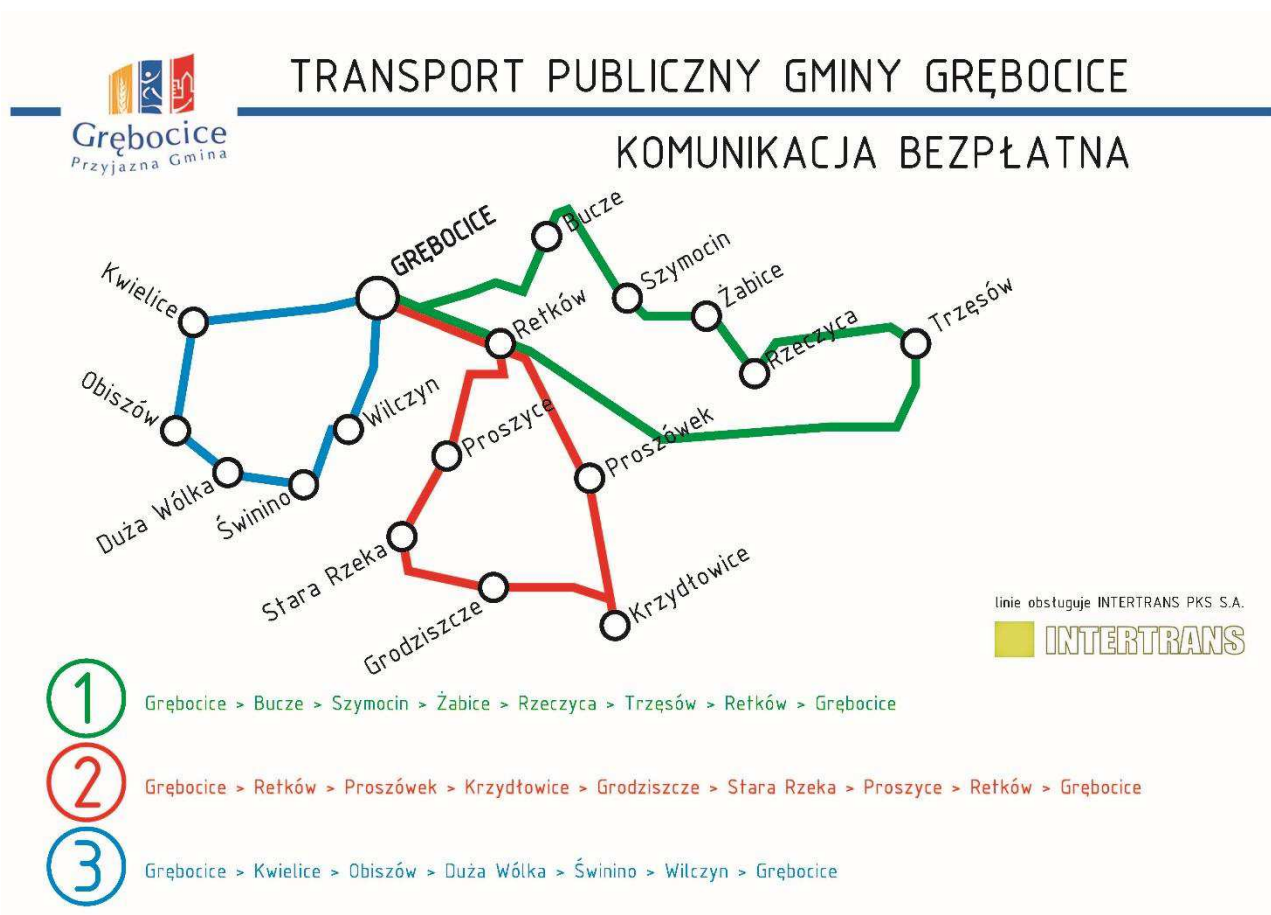 TRANSPORT PUBLICZNY GMINY GRĘBOCICE
Grębocice
Przyjazna Gmina
KOMUNIKACJA BEZPŁATNA
Bucze
GRĘBOCICE
Szymocin
Kwielice
Żabice
Retków
Trzęsów
Rzeczyca
Obiszów
Wilczyn
Proszyce
Proszówek
Duża Wólka
Świnino
Stara Rzeka
Krzydłowice
Grodziszcze
linie obsługuje INTERTRANS PKS S.A.
INTERTRANS
1 Grębocice > Bucze > Szymocin > Żabice > Rzeczyca > Trzęsów > Retków > Grębocice
2 Grębocice > Retków > Proszówek > Krzydłowice > Grodziszcze > Stara Rzeka > Proszyce > Retków > Grębocice
3 Grębocice > Kwielice > Obiszów > Duża Wólka > Świnino > Wilczyn > Grębocice